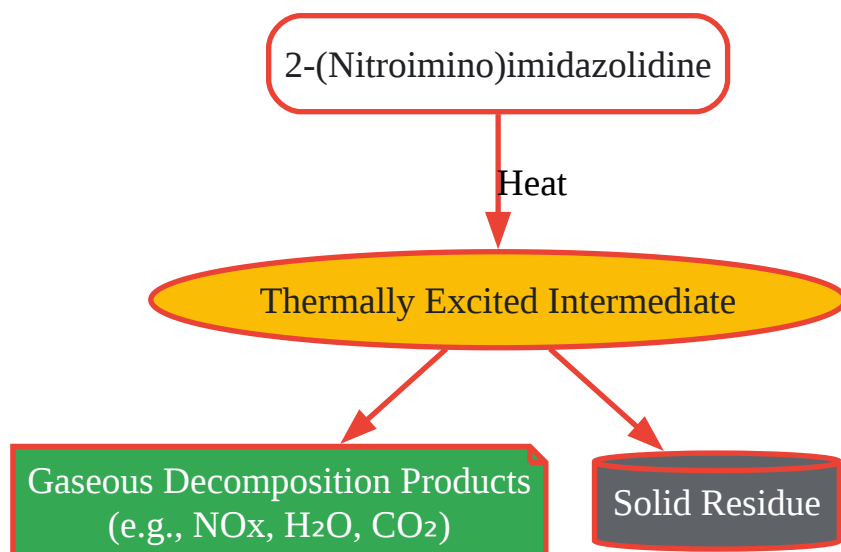 2-(Nitroimino)imidazolidine
Heat
Thermally Excited Intermediate
Gaseous Decomposition Products
(e.g., NOx, H₂O, CO₂)
Solid Residue